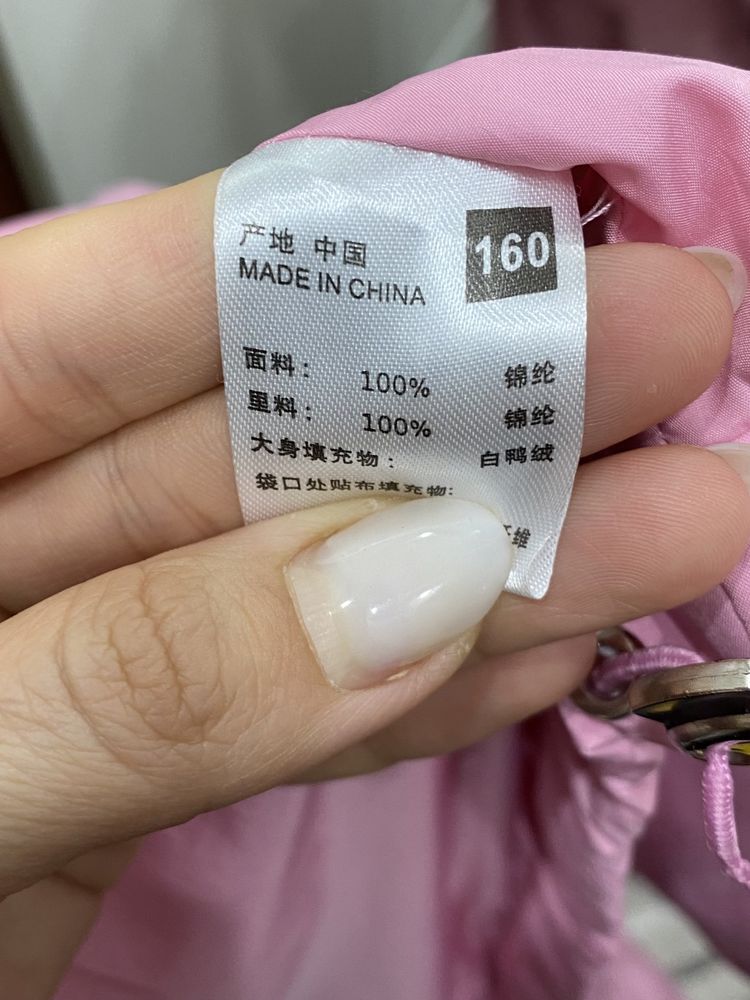 产地 中国
160
MADE IN CHINA
面料: 100% 锦纶
里料: 100% 锦纶
大身填充物: 白鸭绒
袋口处贴布填充物:
维